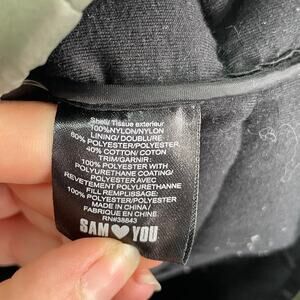 Shell/ Tissue exterieur
100%NYLON/NYLON
LINING/ DOUBLURE
60% POLYESTER/POLYESTER,
40% COTTON/ COTON
TRIM/GARNIR:
100% POLYESTER WITH
POLYURETHANE COATING/
POLYESTER AVEC
REVETEMENT POLYURETHANNE
FILL/ REMPLISSAGE:
100% POLYESTER/POLYESTER
MADE IN CHINA/
FABRIQUE EN CHINE.
RN#38643
SAM♥YOU